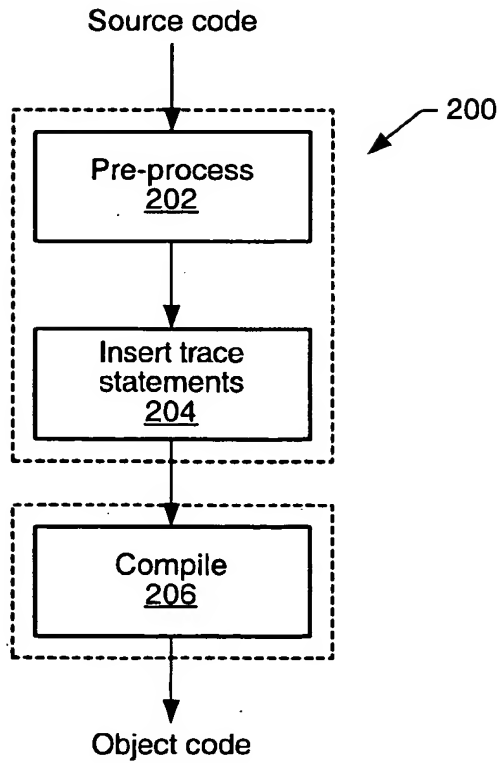 Source code
200
Pre-process
202
Insert trace
statements
204
Compile
206
Object code